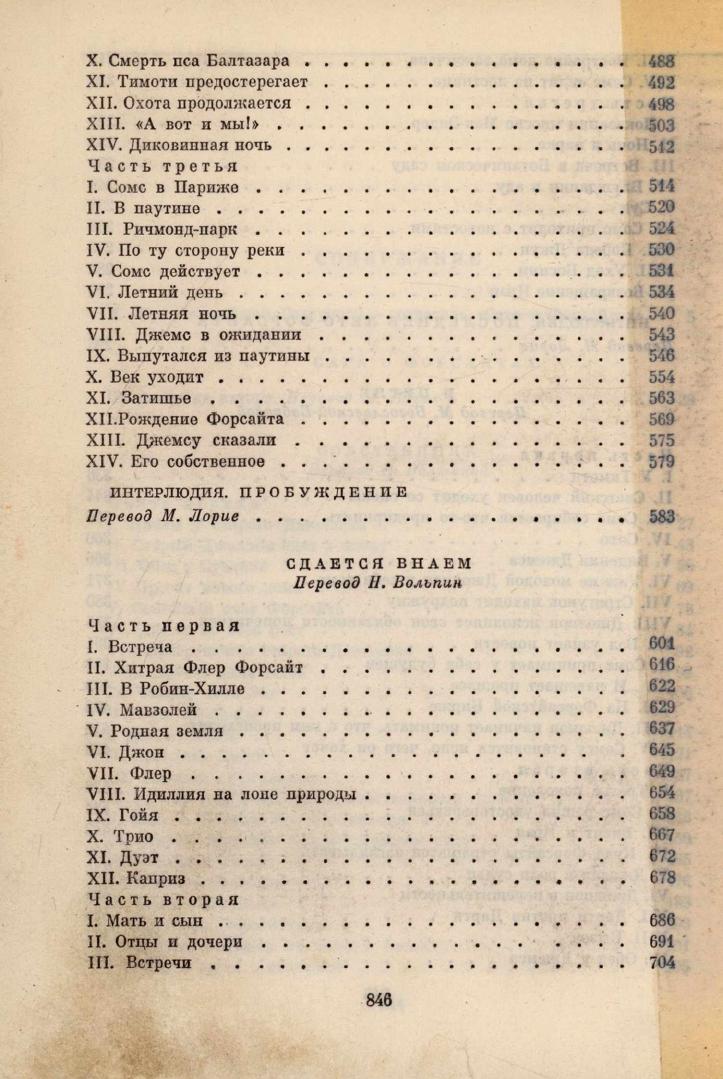 X. Смерть пса Балтазара . . . . . . . . . . . . . . . . . 488
XI. Тимоти предостерегает . . . . . . . . . . . . . . . . 492
XII. Охота продолжается . . . . . . . . . . . . . . . . . 498
XIII. «А вот и мы!» . . . . . . . . . . . . . . . . . . 503
XIV. Диковинная ночь . . . . . . . . . . . . . . . . . . 512
Часть третья
I. Сомс в Париже . . . . . . . . . . . . . . . . . . . 514
II. В паутине . . . . . . . . . . . . . . . . . . . . . 520
III. Ричмонд-парк . . . . . . . . . . . . . . . . . . . 524
IV. По ту сторону реки . . . . . . . . . . . . . . . . . 530
V. Сомс действует . . . . . . . . . . . . . . . . . . . 531
VI. Летний день . . . . . . . . . . . . . . . . . . . . 534
VII. Летняя ночь . . . . . . . . . . . . . . . . . . . 540
VIII. Джемс в ожидании . . . . . . . . . . . . . . . . . 543
IX. Выпутался из паутины . . . . . . . . . . . . . . . . 546
X. Век уходит . . . . . . . . . . . . . . . . . . . . . 554
XI. Затишье . . . . . . . . . . . . . . . . . . . . . 563
XII.Рождение Форсайта . . . . . . . . . . . . . . . . . 569
XIII. Джемсу сказали . . . . . . . . . . . . . . . . . 575
XIV. Его собственное . . . . . . . . . . . . . . . . . . 579
ИНТЕРЛЮДИЯ. ПРОБУЖДЕНИЕ
Перевод М. Лорие . . . . . . . . . . . . . . . . . . . 583
СДАЕТСЯ ВНАЕМ
Перевод Н. Вольпин
Часть первая
I. Встреча . . . . . . . . . . . . . . . . . . . . . . 601
II. Хитрая Флер Форсайт . . . . . . . . . . . . . . . . 616
III. В Робин-Хилле . . . . . . . . . . . . . . . . . . . 622
IV. Мавзолей . . . . . . . . . . . . . . . . . . . . . 629
V. Родная земля . . . . . . . . . . . . . . . . . . . . 637
VI. Джон . . . . . . . . . . . . . . . . . . . . . . 645
VII. Флер . . . . . . . . . . . . . . . . . . . . . . 649
VIII. Идиллия на лоне природы . . . . . . . . . . . . . . 654
IX. Гойя . . . . . . . . . . . . . . . . . . . . . . . 658
X. Трио . . . . . . . . . . . . . . . . . . . . . . . 667
XI. Дуэт . . . . . . . . . . . . . . . . . . . . . . . 672
XII. Каприз . . . . . . . . . . . . . . . . . . . . . 678
Часть вторая
I. Мать и сын . . . . . . . . . . . . . . . . . . . . . 686
II. Отцы и дочери . . . . . . . . . . . . . . . . . . . 691
III. Встречи . . . . . . . . . . . . . . . . . . . . . 704
846